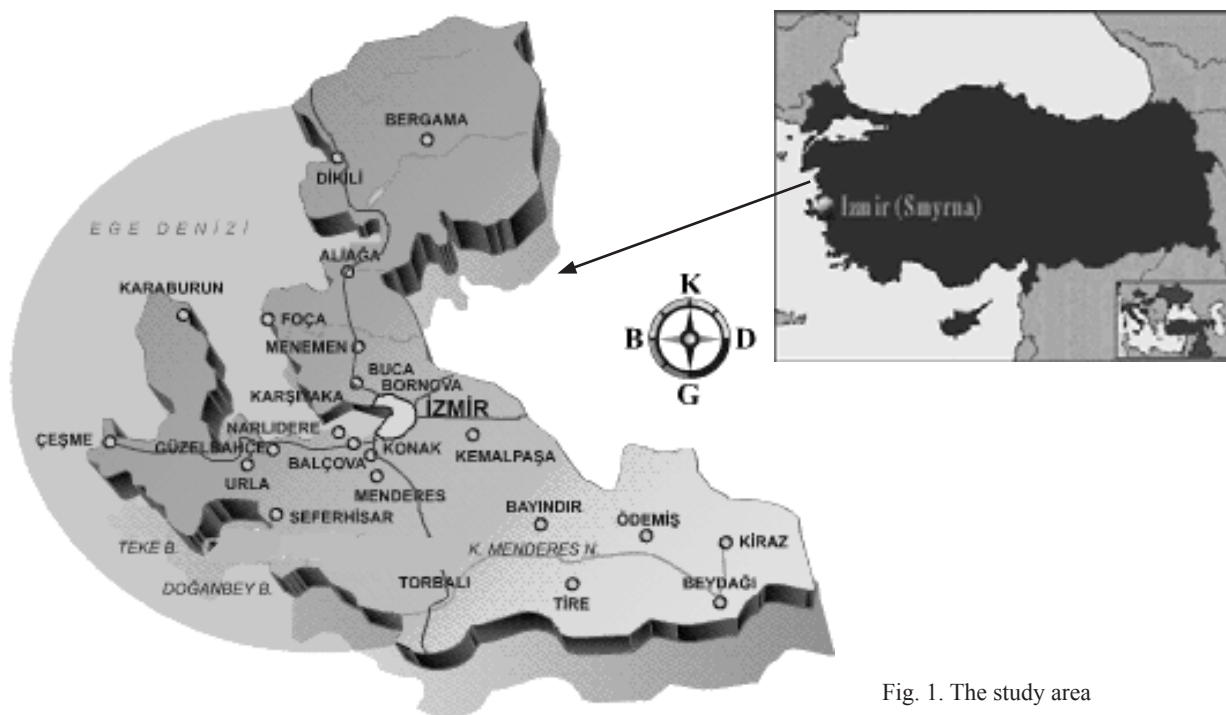 BERGAMA
DİKİLİ
EGE DENİZİ
ALİAĞA
KARABURUN
FOÇA
MENEMEN
BUCA
BORNOVA
KARŞIYAKA
İZMİR
NARLIDERE
ÇEŞME
GÜZELBAHÇE
KONAK
BALÇOVA
KEMALPAŞA
URLA
MENDERES
SEFERHİSAR
BAYINDIR
ÖDEMİŞ
KİRAZ
TEKE B.
K. MENDERES N.
DOĞANBEY B.
TORBALI
TİRE
BEYDAĞI
K
B D
G
Izmir (Smyrna)
Fig. 1. The study area